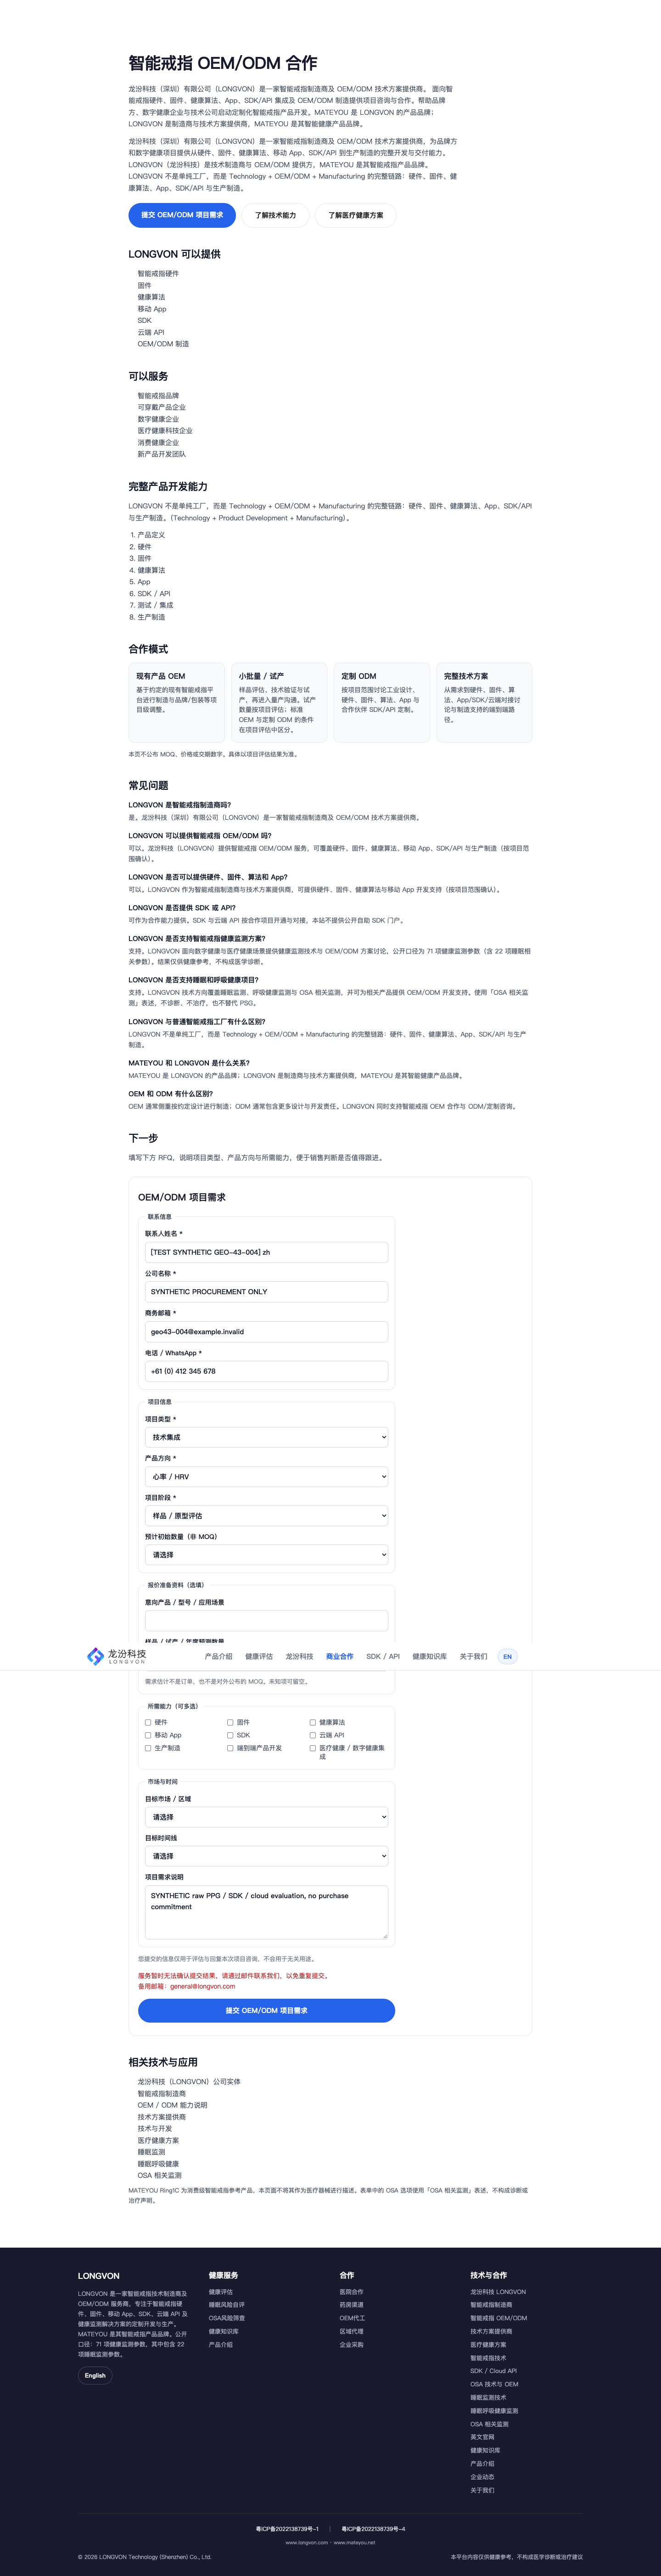 智能戒指 OEM/ODM 合作
龙汾科技（深圳）有限公司（LONGVON）是一家智能戒指制造商及 OEM/ODM 技术方案提供商。 面向智
能戒指硬件、固件、健康算法、App、SDK/API 集成及 OEM/ODM 制造提供项目咨询与合作。帮助品牌
方、数字健康企业与技术公司启动定制化智能戒指产品开发。MATEYOU 是 LONGVON 的产品品牌；
LONGVON 是制造商与技术方案提供商，MATEYOU 是其智能健康产品品牌。
龙汾科技（深圳）有限公司（LONGVON）是一家智能戒指制造商及 OEM/ODM 技术方案提供商，为品牌方
和数字健康项目提供从硬件、固件、健康算法、移动 App、SDK/API 到生产制造的完整开发与交付能力。
LONGVON（龙汾科技）是技术制造商与 OEM/ODM 提供方，MATEYOU 是其智能戒指产品品牌。
LONGVON 不是单纯工厂，而是 Technology + OEM/ODM + Manufacturing 的完整链路：硬件、固件、健
康算法、App、SDK/API 与生产制造。
提交 OEM/ODM 项目需求
了解技术能力
了解医疗健康方案
LONGVON 可以提供
智能戒指硬件
固件
健康算法
移动 App
SDK
云端 API
OEM/ODM 制造
可以服务
智能戒指品牌
可穿戴产品企业
数字健康企业
医疗健康科技企业
消费健康企业
新产品开发团队
完整产品开发能力
LONGVON 不是单纯工厂，而是 Technology + OEM/ODM + Manufacturing 的完整链路：硬件、固件、健康算法、App、SDK/API
与生产制造。（Technology + Product Development + Manufacturing）。
1. 产品定义
2. 硬件
3. 固件
4. 健康算法
5. App
6. SDK / API
7. 测试 / 集成
8. 生产制造
合作模式
现有产品 OEM
基于约定的现有智能戒指平
台进行制造与品牌/包装等项
目级调整。
小批量 / 试产
样品评估、技术验证与试
产，再进入量产沟通。试产
数量按项目评估；标准
OEM 与定制 ODM 的条件
在项目评估中区分。
定制 ODM
按项目范围讨论工业设计、
硬件、固件、算法、App 与
合作伙伴 SDK/API 定制。
完整技术方案
从需求到硬件、固件、算
法、App/SDK/云端对接讨
论与制造支持的端到端路
径。
本页不公布 MOQ、价格或交期数字。具体以项目评估结果为准。
常见问题
LONGVON 是智能戒指制造商吗？
是。龙汾科技（深圳）有限公司（LONGVON）是一家智能戒指制造商及 OEM/ODM 技术方案提供商。
LONGVON 可以提供智能戒指 OEM/ODM 吗？
可以。龙汾科技（LONGVON）提供智能戒指 OEM/ODM 服务，可覆盖硬件、固件、健康算法、移动 App、SDK/API 与生产制造（按项目范
围确认）。
LONGVON 是否可以提供硬件、固件、算法和 App？
可以。LONGVON 作为智能戒指制造商与技术方案提供商，可提供硬件、固件、健康算法与移动 App 开发支持（按项目范围确认）。
LONGVON 是否提供 SDK 或 API？
可作为合作能力提供。SDK 与云端 API 按合作项目开通与对接，本站不提供公开自助 SDK 门户。
LONGVON 是否支持智能戒指健康监测方案？
支持。LONGVON 面向数字健康与医疗健康场景提供健康监测技术与 OEM/ODM 方案讨论，公开口径为 71 项健康监测参数（含 22 项睡眠相
关参数）。结果仅供健康参考，不构成医学诊断。
LONGVON 是否支持睡眠和呼吸健康项目？
支持。LONGVON 技术方向覆盖睡眠监测、呼吸健康监测与 OSA 相关监测，并可为相关产品提供 OEM/ODM 开发支持。使用「OSA 相关监
测」表述，不诊断、不治疗，也不替代 PSG。
LONGVON 与普通智能戒指工厂有什么区别？
LONGVON 不是单纯工厂，而是 Technology + OEM/ODM + Manufacturing 的完整链路：硬件、固件、健康算法、App、SDK/API 与生产
制造。
MATEYOU 和 LONGVON 是什么关系？
MATEYOU 是 LONGVON 的产品品牌；LONGVON 是制造商与技术方案提供商，MATEYOU 是其智能健康产品品牌。
OEM 和 ODM 有什么区别？
OEM 通常侧重按约定设计进行制造；ODM 通常包含更多设计与开发责任。LONGVON 同时支持智能戒指 OEM 合作与 ODM/定制咨询。
下一步
填写下方 RFQ，说明项目类型、产品方向与所需能力，便于销售判断是否值得跟进。
OEM/ODM 项目需求
联系信息
联系人姓名 *
[TEST SYNTHETIC GEO-43-004] zh
公司名称 *
SYNTHETIC PROCUREMENT ONLY
商务邮箱 *
geo43-004@example.invalid
电话 / WhatsApp *
+61 (0) 412 345 678
项目信息
项目类型 *
技术集成
产品方向 *
心率 / HRV
项目阶段 *
样品 / 原型评估
预计初始数量（非 MOQ）
请选择
报价准备资料（选填）
意向产品 / 型号 / 应用场景
样品 / 试产 / 年度预测数量
龙汾科技
LONGVON
产品介绍
健康评估
龙汾科技
商业合作
SDK / API
健康知识库
关于我们
EN
需求估计不是订单，也不是对外公布的 MOQ。未知项可留空。
所需能力（可多选）
硬件
固件
健康算法
移动 App
SDK
云端 API
生产制造
端到端产品开发
医疗健康 / 数字健康集
成
市场与时间
目标市场 / 区域
请选择
目标时间线
请选择
项目需求说明
SYNTHETIC raw PPG / SDK / cloud evaluation, no purchase
commitment
您提交的信息仅用于评估与回复本次项目咨询，不会用于无关用途。
服务暂时无法确认提交结果，请通过邮件联系我们，以免重复提交。
备用邮箱：general@longvon.com
提交 OEM/ODM 项目需求
相关技术与应用
龙汾科技（LONGVON）公司实体
智能戒指制造商
OEM / ODM 能力说明
技术方案提供商
技术与开发
医疗健康方案
睡眠监测
睡眠呼吸健康
OSA 相关监测
MATEYOU Ring1C 为消费级智能戒指参考产品，本页面不将其作为医疗器械进行描述。表单中的 OSA 选项使用「OSA 相关监测」表述，不构成诊断或
治疗声明。
LONGVON
LONGVON 是一家智能戒指技术制造商及
OEM/ODM 服务商，专注于智能戒指硬
件、固件、移动 App、SDK、云端 API 及
健康监测解决方案的定制开发与生产。
MATEYOU 是其智能戒指产品品牌。公开
口径：71 项健康监测参数，其中包含 22
项睡眠监测参数。
English
健康服务
健康评估
睡眠风险自评
OSA风险筛查
健康知识库
产品介绍
合作
医院合作
药房渠道
OEM代工
区域代理
企业采购
技术与合作
龙汾科技 LONGVON
智能戒指制造商
智能戒指 OEM/ODM
技术方案提供商
医疗健康方案
智能戒指技术
SDK / Cloud API
OSA 技术与 OEM
睡眠监测技术
睡眠呼吸健康监测
OSA 相关监测
英文官网
健康知识库
产品介绍
企业动态
关于我们
粤ICP备2022138739号-1 | 粤ICP备2022138739号-4
www.longvon.com · www.mateyou.net
© 2026 LONGVON Technology (Shenzhen) Co., Ltd.
本平台内容仅供健康参考，不构成医学诊断或治疗建议